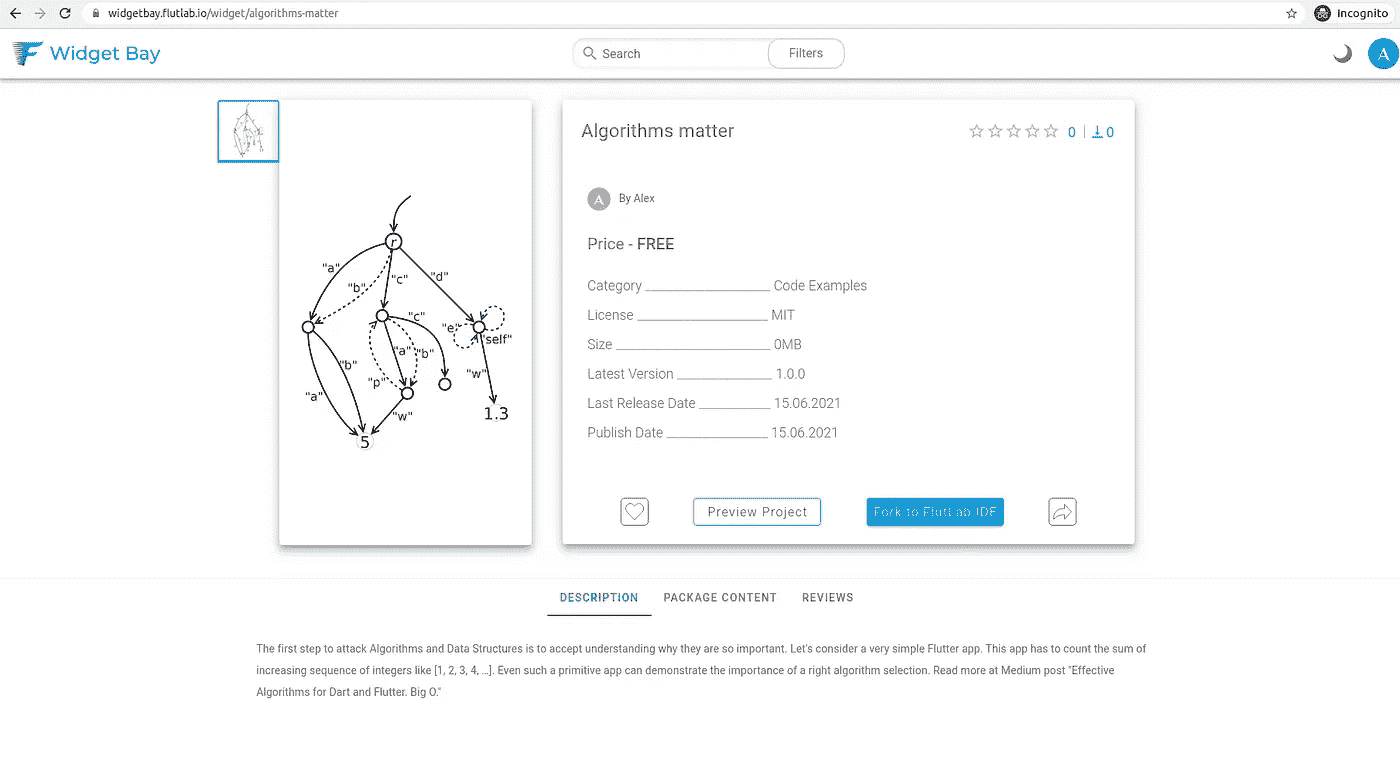 widgetbay.flutlab.io/widget/algorithms-matter
Incognito
Widget Bay
Search
Filters
A
Algorithms matter
0 | 0
A By Alex
Price - FREE
Category ____________________ Code Examples
License _____________________ MIT
Size _________________________ 0MB
Latest Version _______________ 1.0.0
Last Release Date ___________ 15.06.2021
Publish Date ________________ 15.06.2021
Preview Project
Fork to FlutLab IDE
r
"a"
"b"
"c"
"d"
"c"
"e"
"self"
"a"
"b"
"b"
"p"
"w"
"a"
"w"
1.3
5
DESCRIPTION
PACKAGE CONTENT
REVIEWS
The first step to attack Algorithms and Data Structures is to accept understanding why they are so important. Let's consider a very simple Flutter app. This app has to count the sum of
increasing sequence of integers like [1, 2, 3, 4, ...]. Even such a primitive app can demonstrate the importance of a right algorithm selection. Read more at Medium post "Effective
Algorithms for Dart and Flutter. Big O."